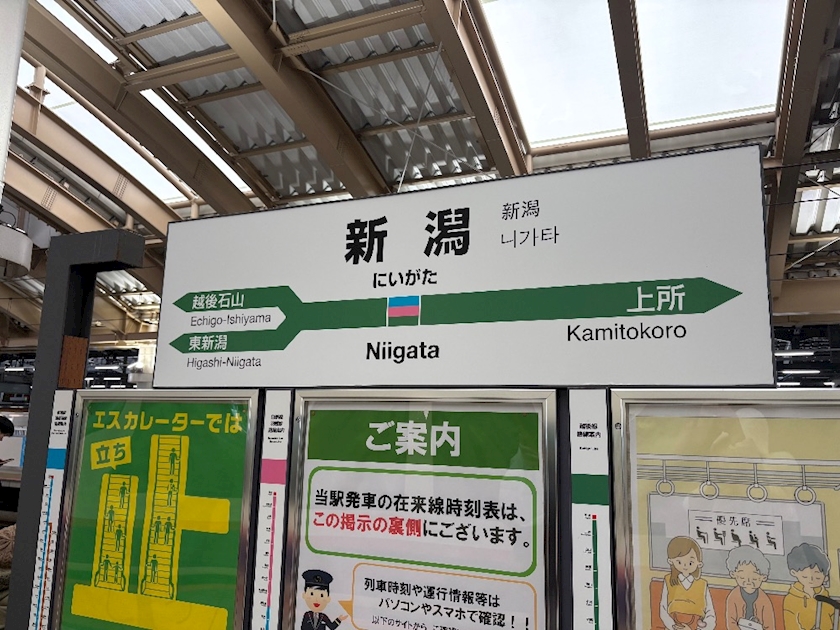 新潟
新潟
니가타
にいがた
越後石山
Echigo-Ishiyama
東新潟
Higashi-Niigata
Niigata
上所
Kamitokoro
エスカレーターでは
立ち
ご案内
当駅発車の在来線時刻表は、
この掲示の裏側にございます。
列車時刻や運行情報等は
パソコンやスマホで確認！！
優先席